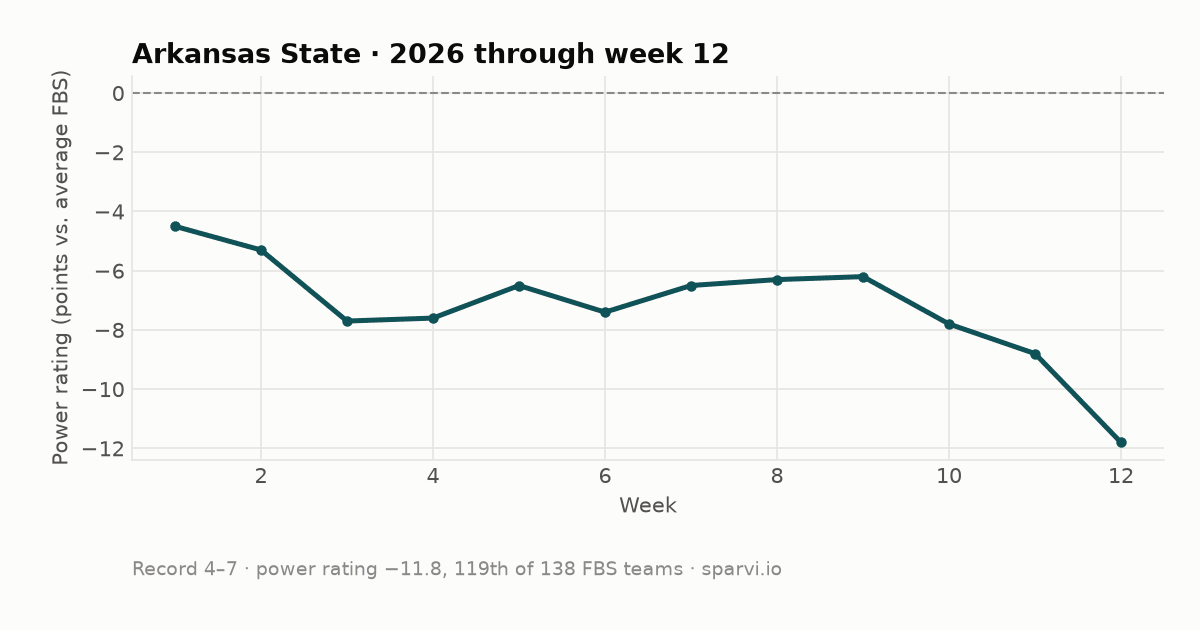 Arkansas State · 2026 through week 12
Power rating (points vs. average FBS)
0
−2
−4
−6
−8
−10
−12
2 4 6 8 10 12
Week
Record 4–7 · power rating −11.8, 119th of 138 FBS teams · sparvi.io